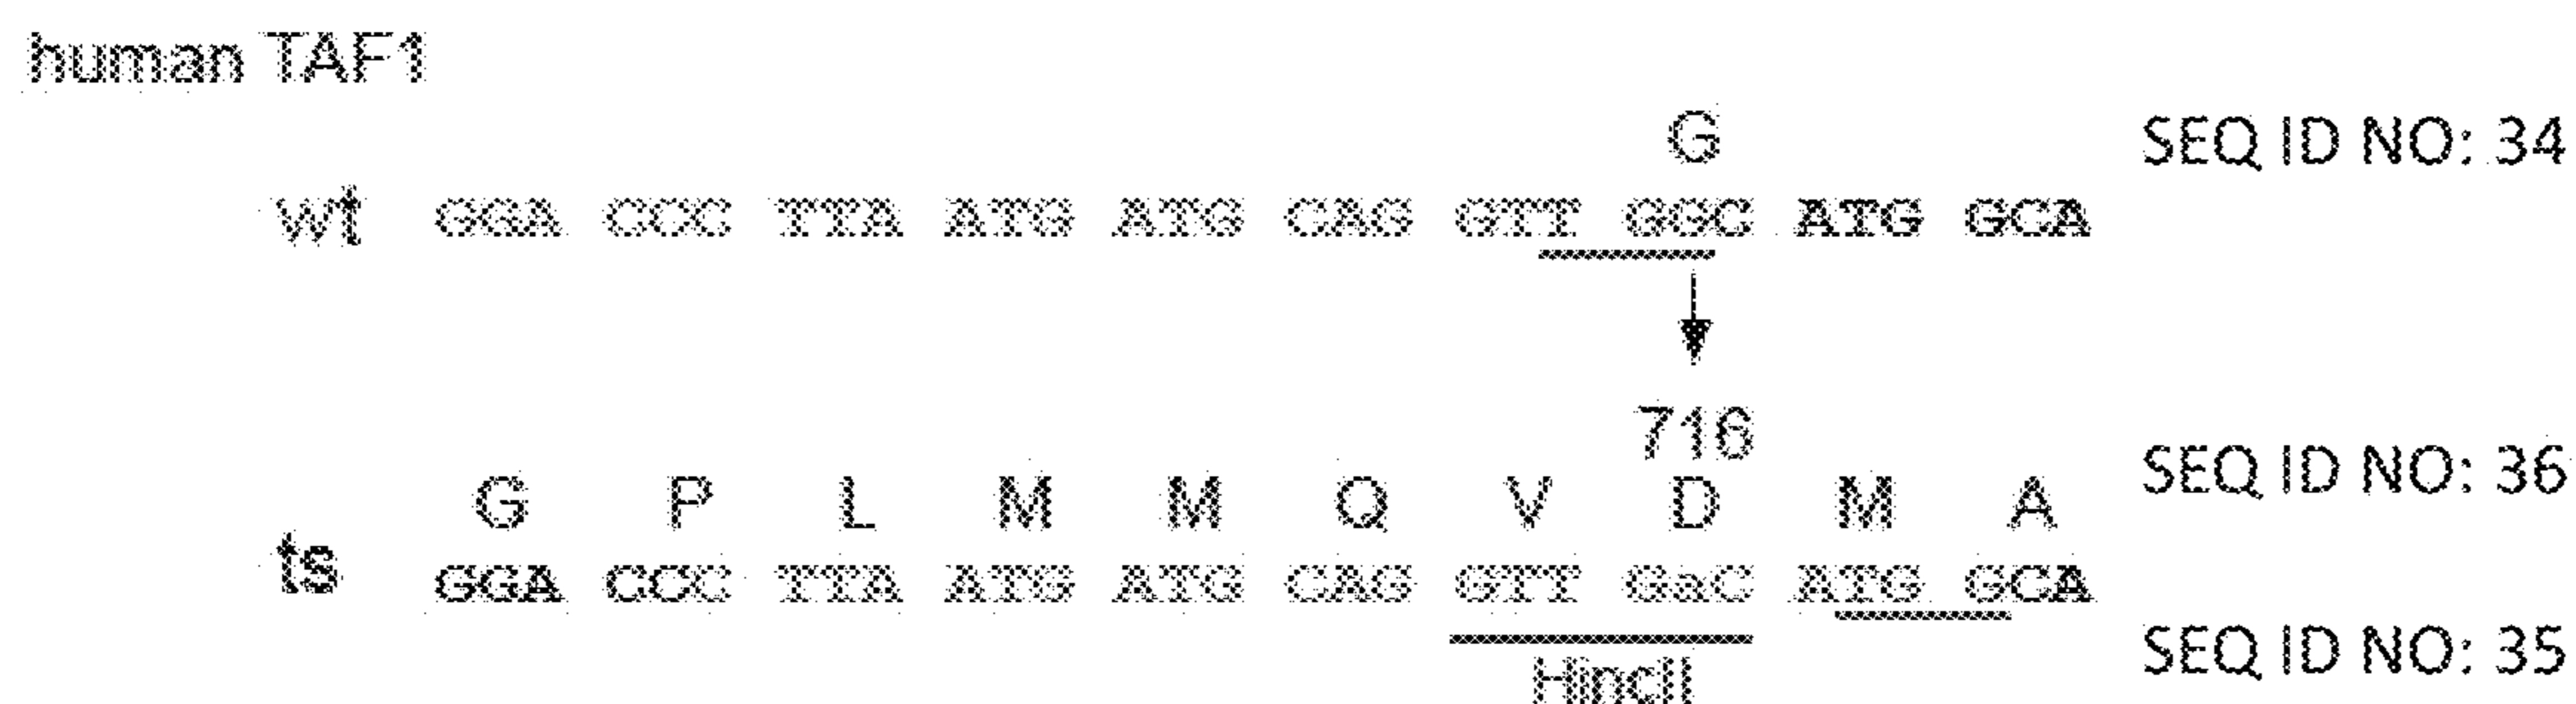 human TAF1
G SEQ ID NO: 34
wt GGA CCC TTA ATG ATG CAG GTT GGC ATG GCA
716
G P L M M Q V D M A SEQ ID NO: 36
ts GGA CCC TTA ATG ATG CAG GTT GaC ATG GCA
HincII SEQ ID NO: 35